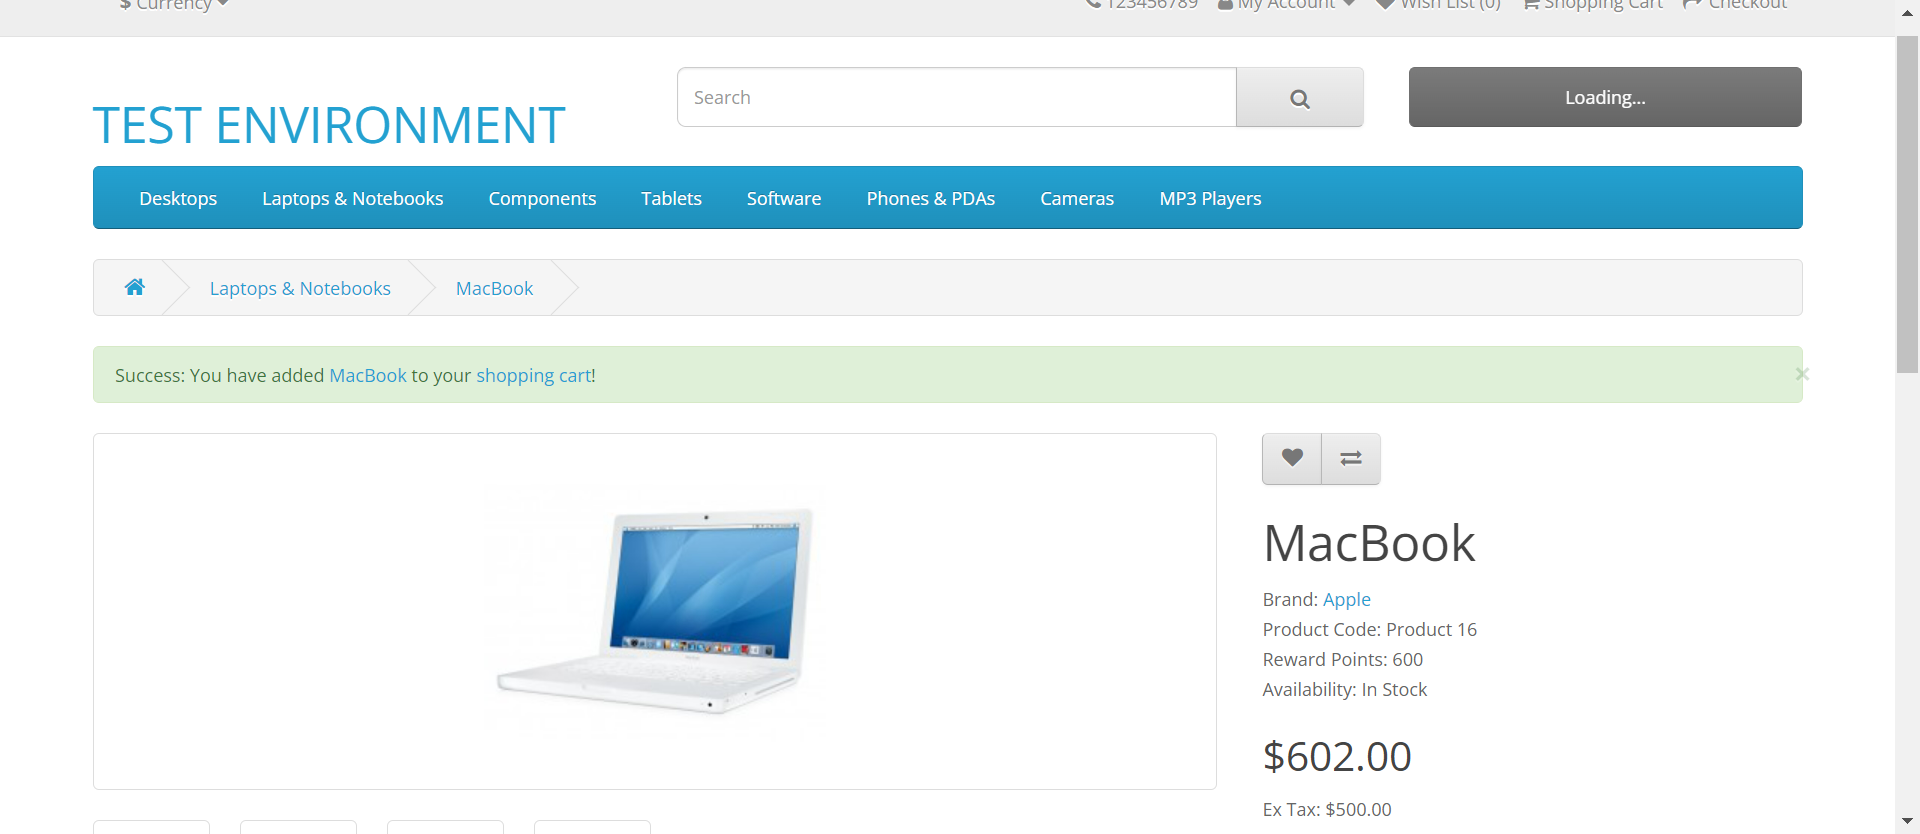 $ Currency
123456789 My Account Wish List (0) Shopping Cart Checkout
TEST ENVIRONMENT
Search
Loading...
Desktops Laptops & Notebooks Components Tablets Software Phones & PDAs Cameras MP3 Players
Laptops & Notebooks MacBook
Success: You have added MacBook to your shopping cart!
×
MacBook
Brand: Apple
Product Code: Product 16
Reward Points: 600
Availability: In Stock
$602.00
Ex Tax: $500.00